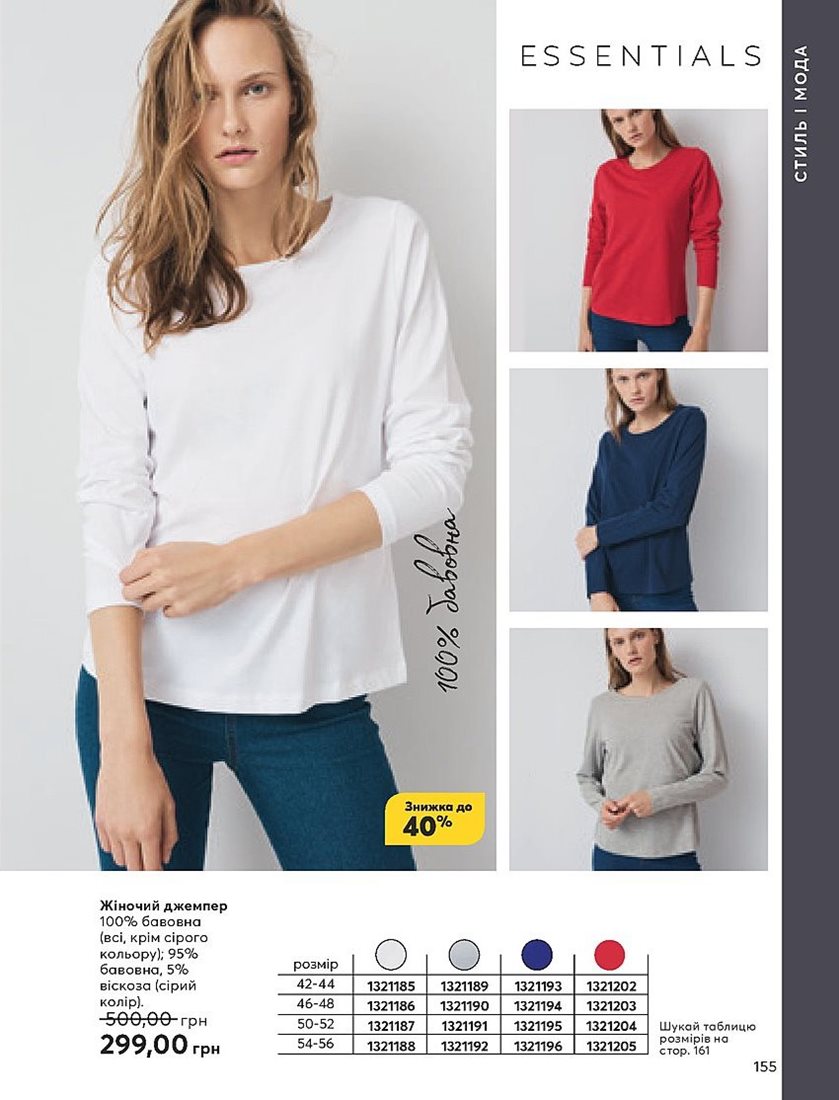 ESSENTIALS
СТИЛЬ І МОДА
100% бавовна
Знижка до
40%
Жіночий джемпер
100% бавовна
(всі, крім сірого
кольору); 95%
бавовна, 5%
віскоза (сірий
колір).
500,00 грн
299,00 грн
розмір
42-44 1321185 1321189 1321193 1321202
46-48 1321186 1321190 1321194 1321203
50-52 1321187 1321191 1321195 1321204
54-56 1321188 1321192 1321196 1321205
Шукай таблицю
розмірів на
стор. 161
155